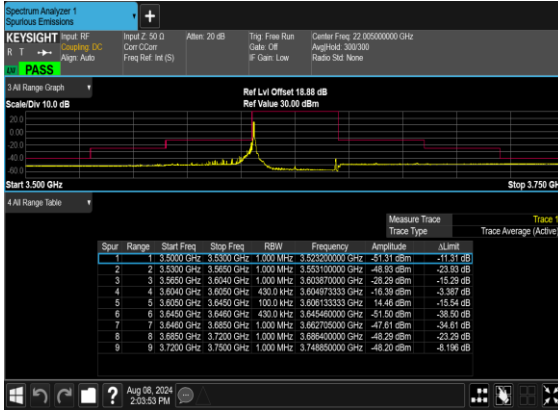 Spectrum Analyzer 1
Spurious Emissions
+
KEYSIGHT Input: RF Input Z: 50 Ω Atten: 20 dB Trig: Free Run Center Freq: 22.005000000 GHz
R T Coupling: DC Corr CCorr Gate: Off Avg|Hold: 300/300
Align: Auto Freq Ref: Int (S) IF Gain: Low Radio Std: None
LXI PASS
3 All Range Graph
Ref Lvl Offset 18.88 dB
Scale/Div 10.0 dB Ref Value 30.00 dBm
20.0
0.00
-20.0
-40.0
-60.0
Start 3.500 GHz Stop 3.750 GH
4 All Range Table
Measure Trace Trace 1
Trace Type Trace Average (Active)
Spur Range Start Freq Stop Freq RBW Frequency Amplitude ΔLimit
1 1 3.5000 GHz 3.5300 GHz 1.000 MHz 3.523200000 GHz -51.31 dBm -11.31 dB
2 2 3.5300 GHz 3.5650 GHz 1.000 MHz 3.553100000 GHz -48.93 dBm -23.93 dB
3 3 3.5650 GHz 3.6040 GHz 1.000 MHz 3.603870000 GHz -28.29 dBm -15.29 dB
4 4 3.6040 GHz 3.6050 GHz 430.0 kHz 3.604973333 GHz -16.39 dBm -3.387 dB
5 5 3.6050 GHz 3.6450 GHz 100.0 kHz 3.606133333 GHz 14.46 dBm -15.54 dB
6 6 3.6450 GHz 3.6460 GHz 430.0 kHz 3.645460000 GHz -51.50 dBm -38.50 dB
7 7 3.6460 GHz 3.6850 GHz 1.000 MHz 3.662705000 GHz -47.61 dBm -34.61 dB
8 8 3.6850 GHz 3.7200 GHz 1.000 MHz 3.686400000 GHz -48.29 dBm -23.29 dB
9 9 3.7200 GHz 3.7500 GHz 1.000 MHz 3.748850000 GHz -48.20 dBm -8.196 dB
? Aug 08, 2024
2:03:53 PM